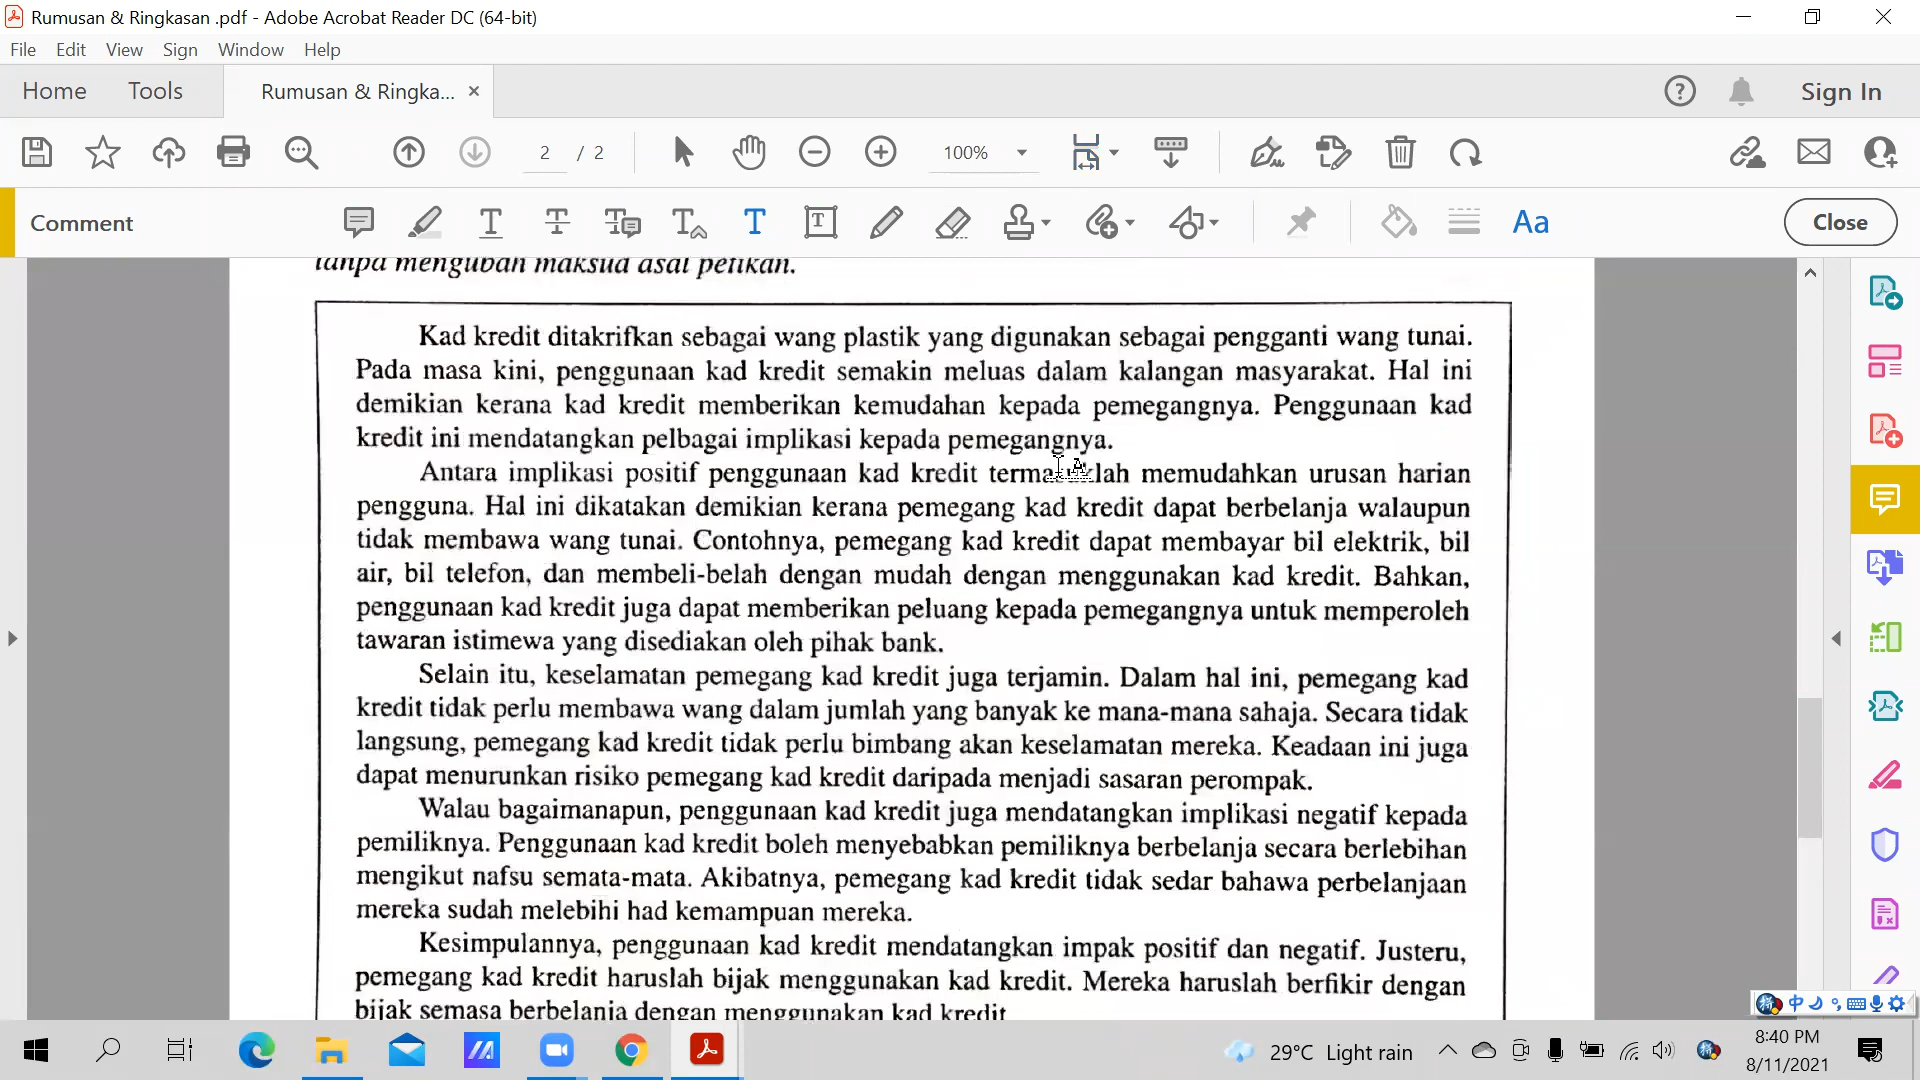 Rumusan & Ringkasan .pdf - Adobe Acrobat Reader DC (64-bit)
File Edit View Sign Window Help
Home Tools Rumusan & Ringka... × Sign In
2 / 2 100%
Comment Close
tanpa mengubah maksud asal petikan.
Kad kredit ditakrifkan sebagai wang plastik yang digunakan sebagai pengganti wang tunai.
Pada masa kini, penggunaan kad kredit semakin meluas dalam kalangan masyarakat. Hal ini
demikian kerana kad kredit memberikan kemudahan kepada pemegangnya. Penggunaan kad
kredit ini mendatangkan pelbagai implikasi kepada pemegangnya.
Antara implikasi positif penggunaan kad kredit termasuklah memudahkan urusan harian
pengguna. Hal ini dikatakan demikian kerana pemegang kad kredit dapat berbelanja walaupun
tidak membawa wang tunai. Contohnya, pemegang kad kredit dapat membayar bil elektrik, bil
air, bil telefon, dan membeli-belah dengan mudah dengan menggunakan kad kredit. Bahkan,
penggunaan kad kredit juga dapat memberikan peluang kepada pemegangnya untuk memperoleh
tawaran istimewa yang disediakan oleh pihak bank.
Selain itu, keselamatan pemegang kad kredit juga terjamin. Dalam hal ini, pemegang kad
kredit tidak perlu membawa wang dalam jumlah yang banyak ke mana-mana sahaja. Secara tidak
langsung, pemegang kad kredit tidak perlu bimbang akan keselamatan mereka. Keadaan ini juga
dapat menurunkan risiko pemegang kad kredit daripada menjadi sasaran perompak.
Walau bagaimanapun, penggunaan kad kredit juga mendatangkan implikasi negatif kepada
pemiliknya. Penggunaan kad kredit boleh menyebabkan pemiliknya berbelanja secara berlebihan
mengikut nafsu semata-mata. Akibatnya, pemegang kad kredit tidak sedar bahawa perbelanjaan
mereka sudah melebihi had kemampuan mereka.
Kesimpulannya, penggunaan kad kredit mendatangkan impak positif dan negatif. Justeru,
pemegang kad kredit haruslah bijak menggunakan kad kredit. Mereka haruslah berfikir dengan
bijak semasa berbelanja dengan menggunakan kad kredit
中
29°C Light rain
8:40 PM
8/11/2021